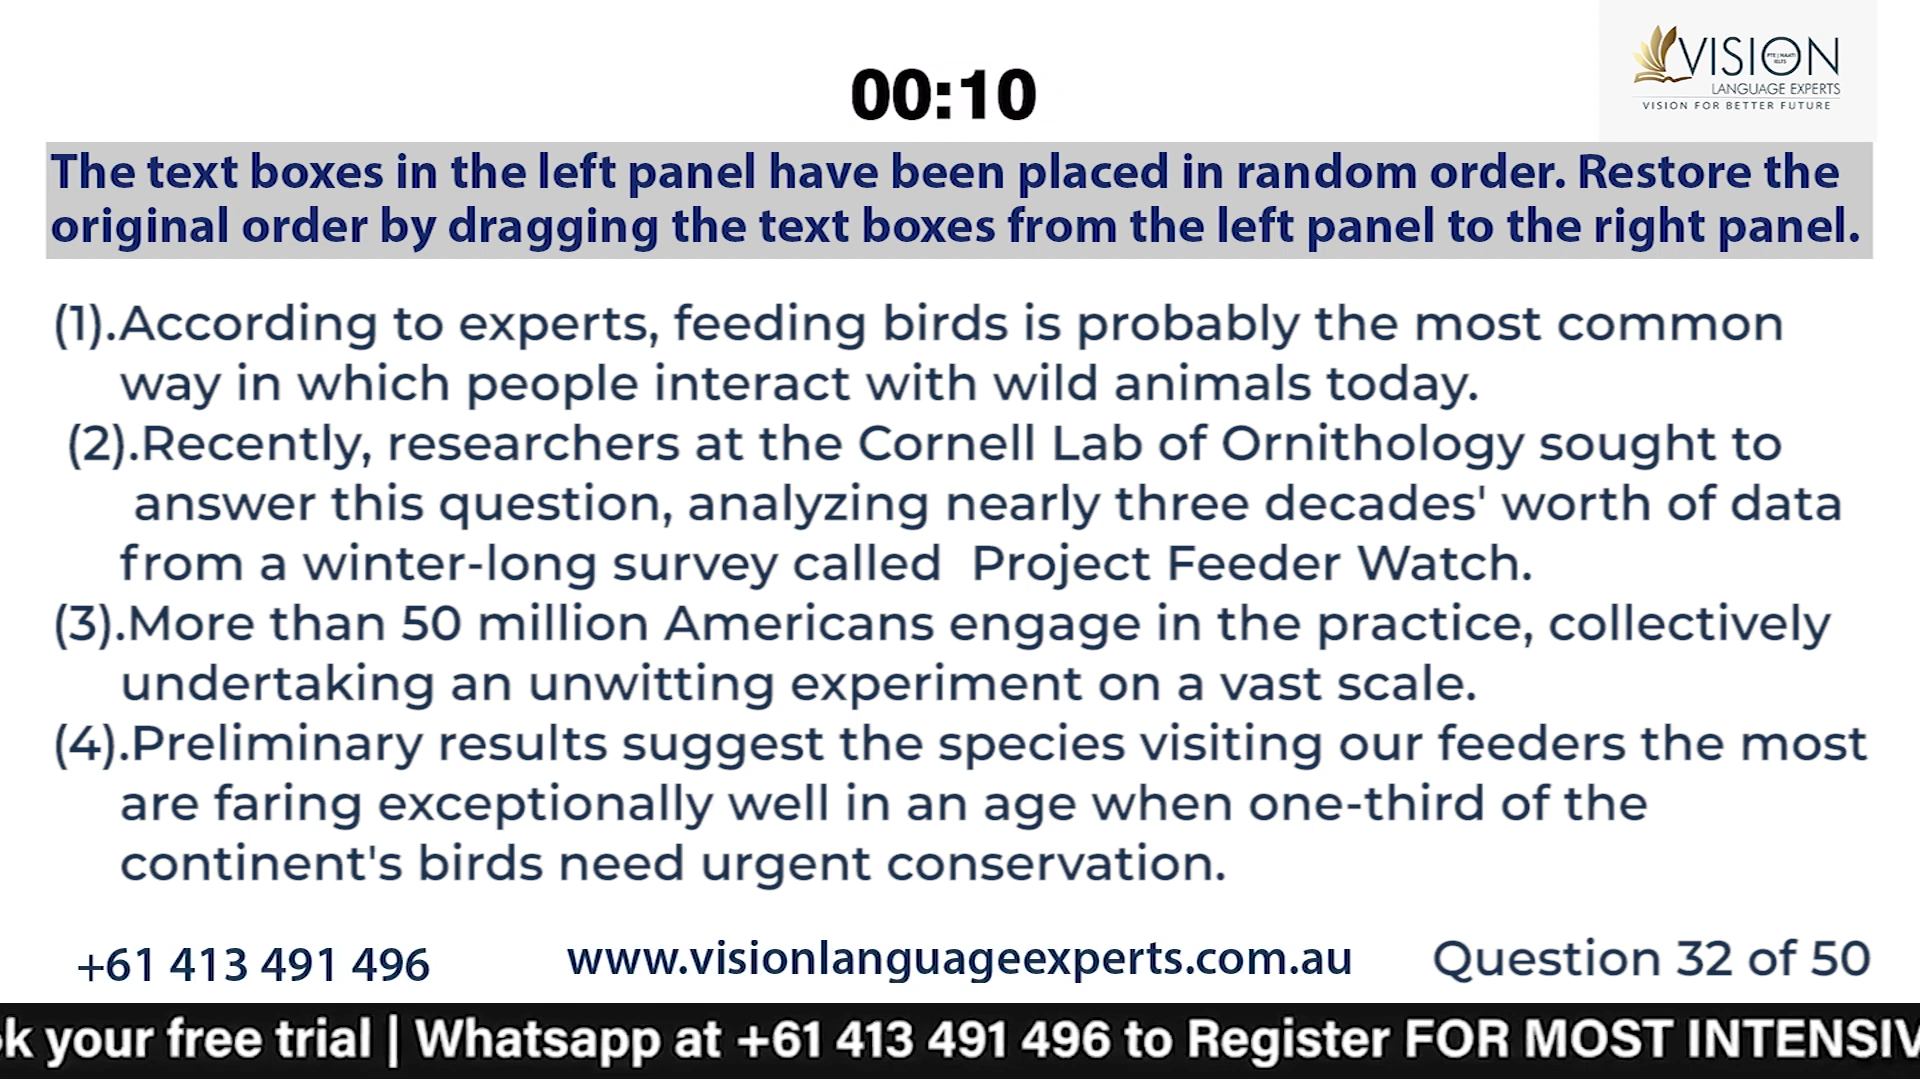 VISION
PTE | NAATI
IELTS
LANGUAGE EXPERTS
VISION FOR BETTER FUTURE
00:10
The text boxes in the left panel have been placed in random order. Restore the
original order by dragging the text boxes from the left panel to the right panel.
(1).According to experts, feeding birds is probably the most common
way in which people interact with wild animals today.
(2).Recently, researchers at the Cornell Lab of Ornithology sought to
answer this question, analyzing nearly three decades' worth of data
from a winter-long survey called Project Feeder Watch.
(3).More than 50 million Americans engage in the practice, collectively
undertaking an unwitting experiment on a vast scale.
(4).Preliminary results suggest the species visiting our feeders the most
are faring exceptionally well in an age when one-third of the
continent's birds need urgent conservation.
+61 413 491 496
www.visionlanguageexperts.com.au
Question 32 of 50
k your free trial | Whatsapp at +61 413 491 496 to Register FOR MOST INTENSIV